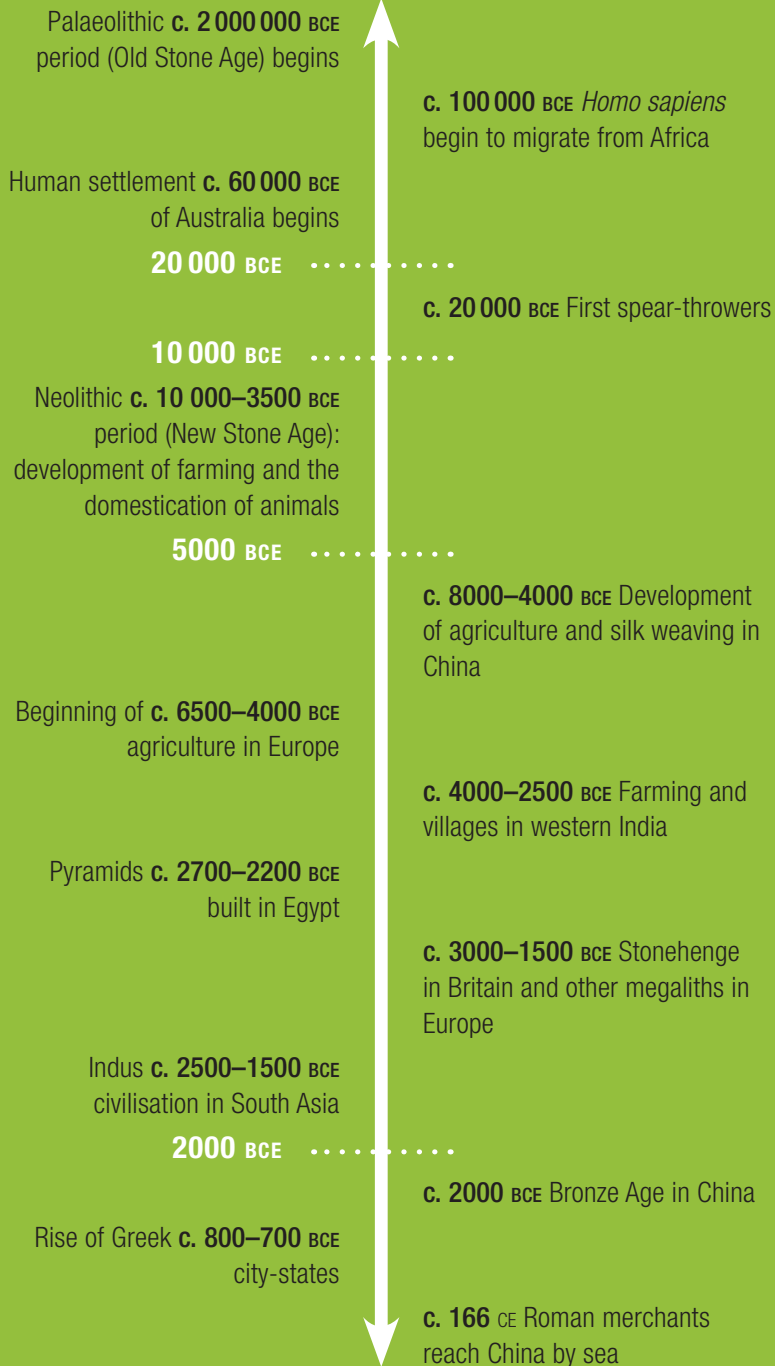 Palaeolithic c. 2 000 000 BCE
period (Old Stone Age) begins
c. 100 000 BCE Homo sapiens
begin to migrate from Africa
Human settlement c. 60 000 BCE
of Australia begins
20 000 BCE
c. 20 000 BCE First spear-throwers
10 000 BCE
Neolithic c. 10 000–3500 BCE
period (New Stone Age):
development of farming and the
domestication of animals
5000 BCE
c. 8000–4000 BCE Development
of agriculture and silk weaving in
China
Beginning of c. 6500–4000 BCE
agriculture in Europe
c. 4000–2500 BCE Farming and
villages in western India
Pyramids c. 2700–2200 BCE
built in Egypt
c. 3000–1500 BCE Stonehenge
in Britain and other megaliths in
Europe
Indus c. 2500–1500 BCE
civilisation in South Asia
2000 BCE
c. 2000 BCE Bronze Age in China
Rise of Greek c. 800–700 BCE
city-states
c. 166 CE Roman merchants
reach China by sea